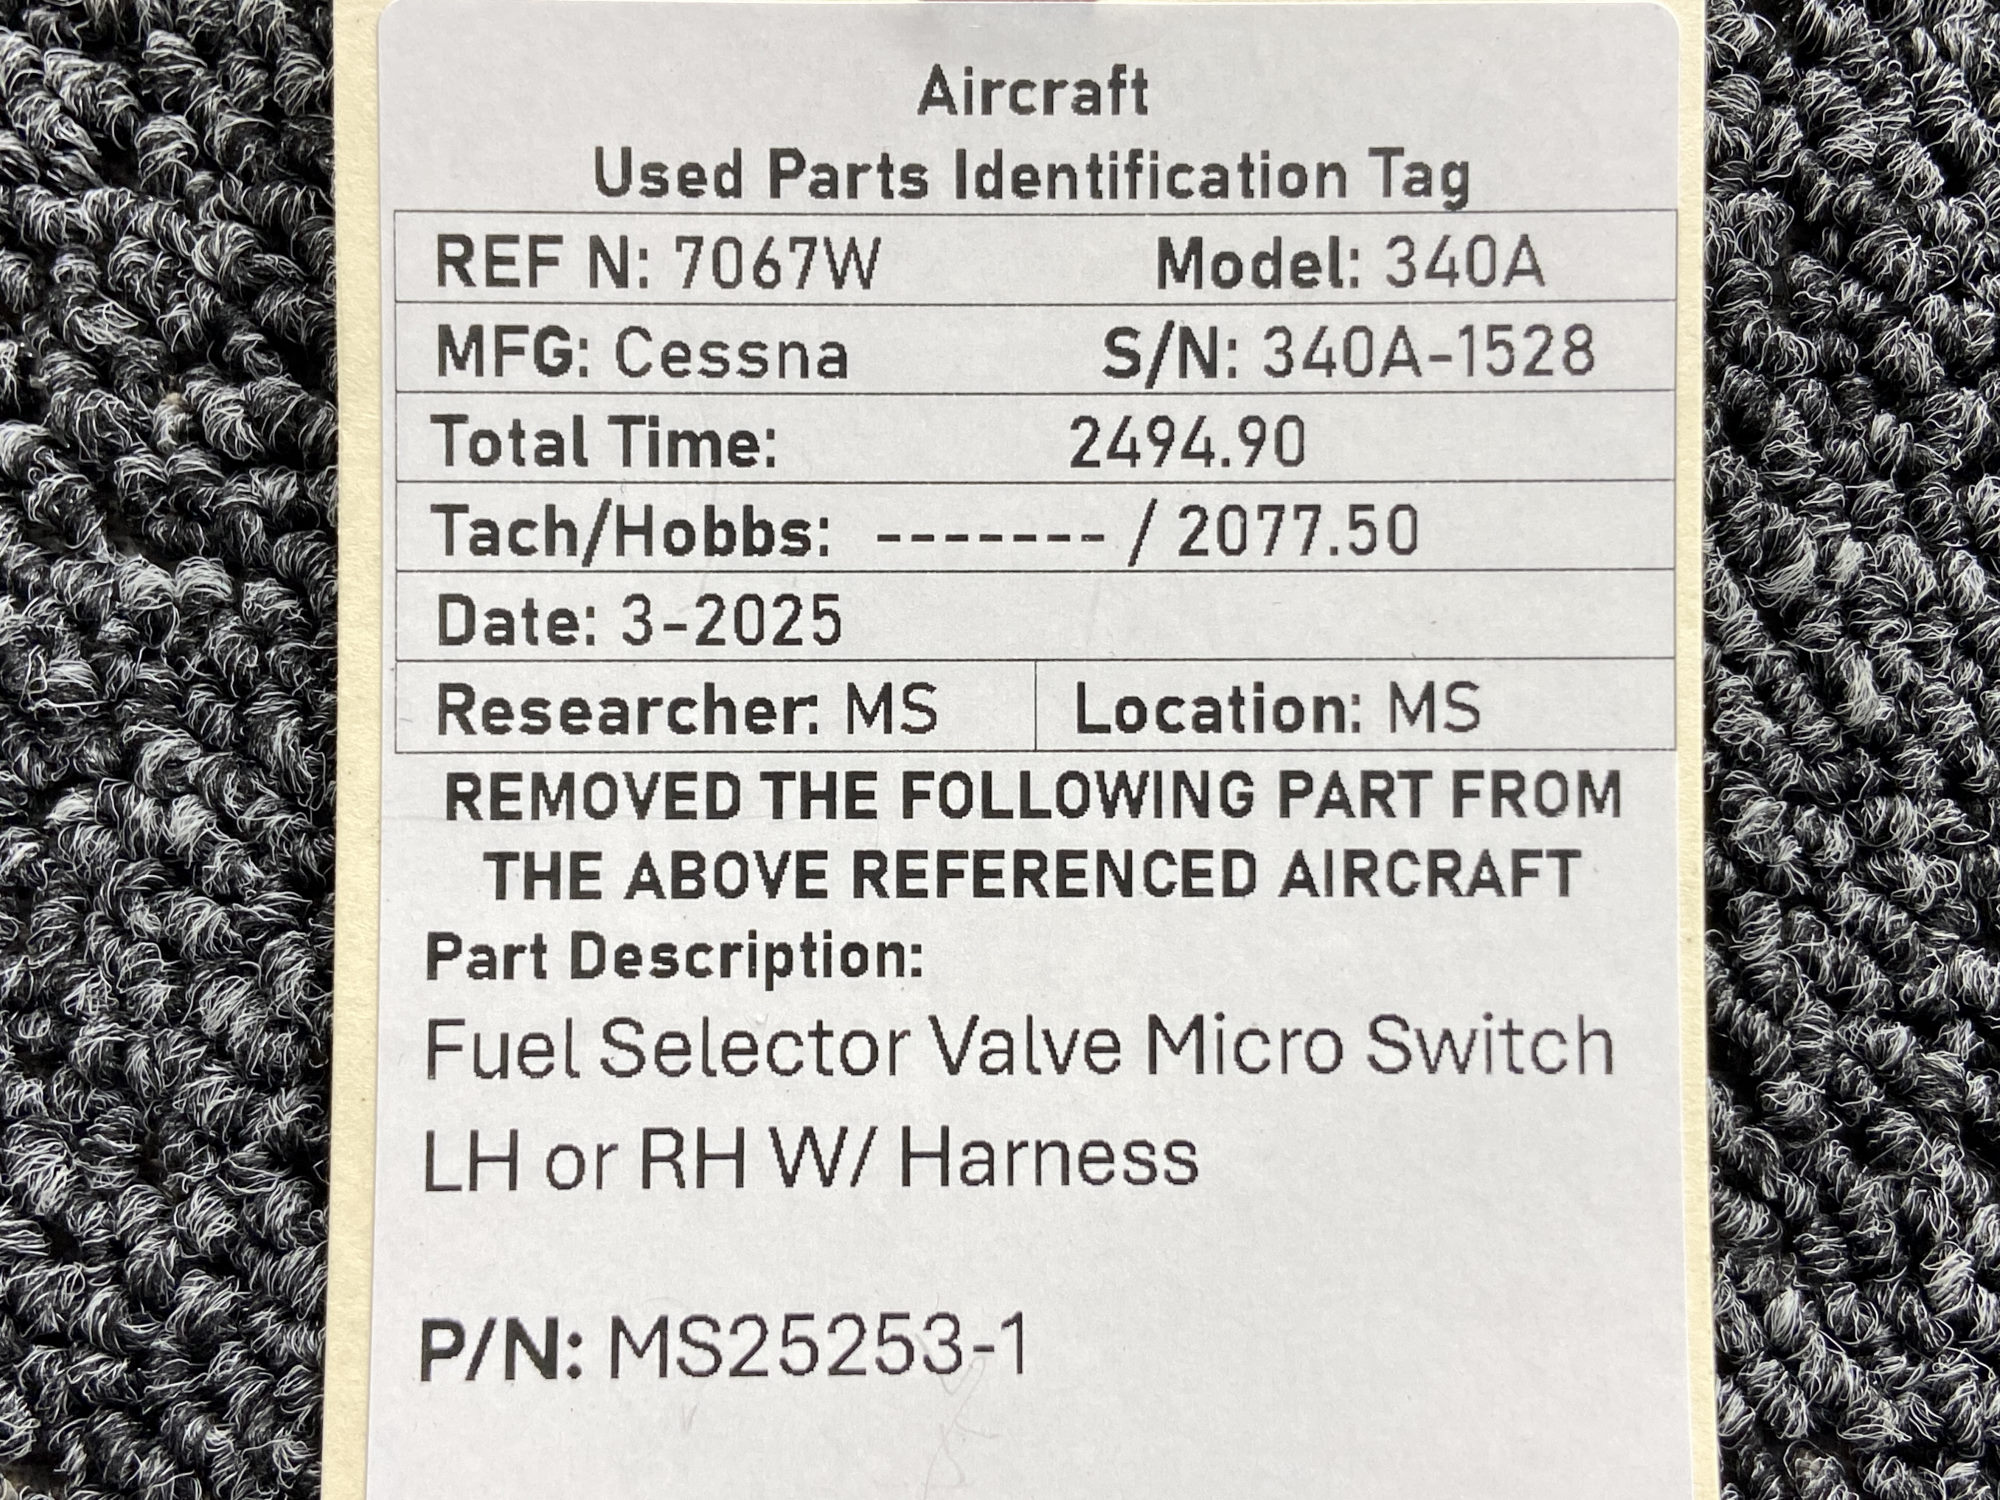 Aircraft
Used Parts Identification Tag
REF N: 7067W Model: 340A
MFG: Cessna S/N: 340A-1528
Total Time: 2494.90
Tach/Hobbs: ------- / 2077.50
Date: 3-2025
Researcher: MS Location: MS
REMOVED THE FOLLOWING PART FROM
THE ABOVE REFERENCED AIRCRAFT
Part Description:
Fuel Selector Valve Micro Switch
LH or RH W/ Harness
P/N: MS25253-1